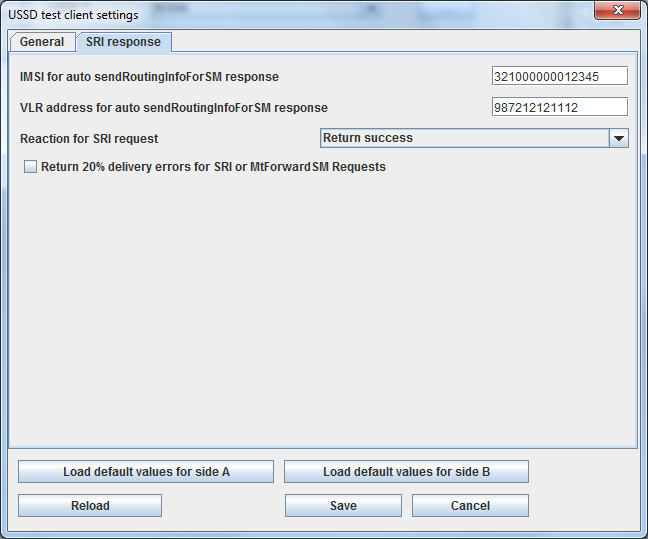 USSD test client settings
General SRI response
IMSI for auto sendRoutingInfoForSM response 321000000012345
VLR address for auto sendRoutingInfoForSM response 987212121112
Reaction for SRI request Return success
Return 20% delivery errors for SRI or MtForwardSM Requests
Load default values for side A Load default values for side B
Reload Save Cancel